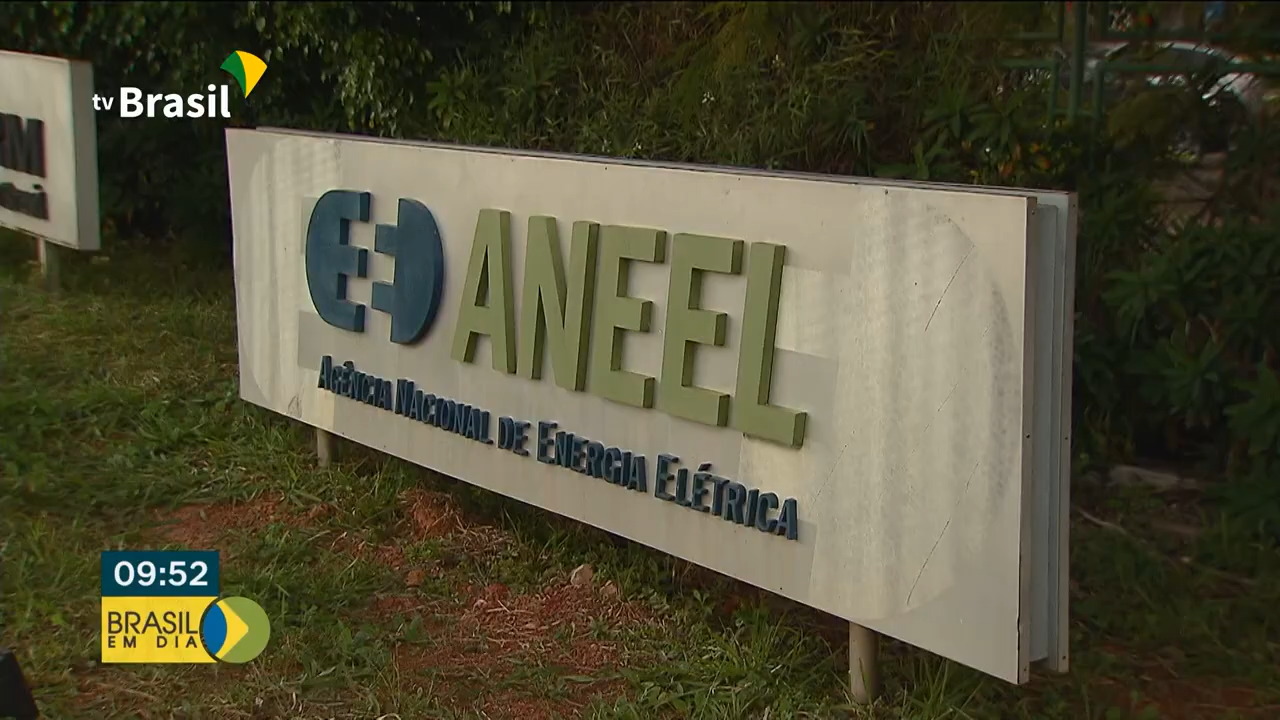 tv Brasil
ANEEL
AGÊNCIA NACIONAL DE ENERGIA ELÉTRICA
09:52
BRASIL
EM DIA